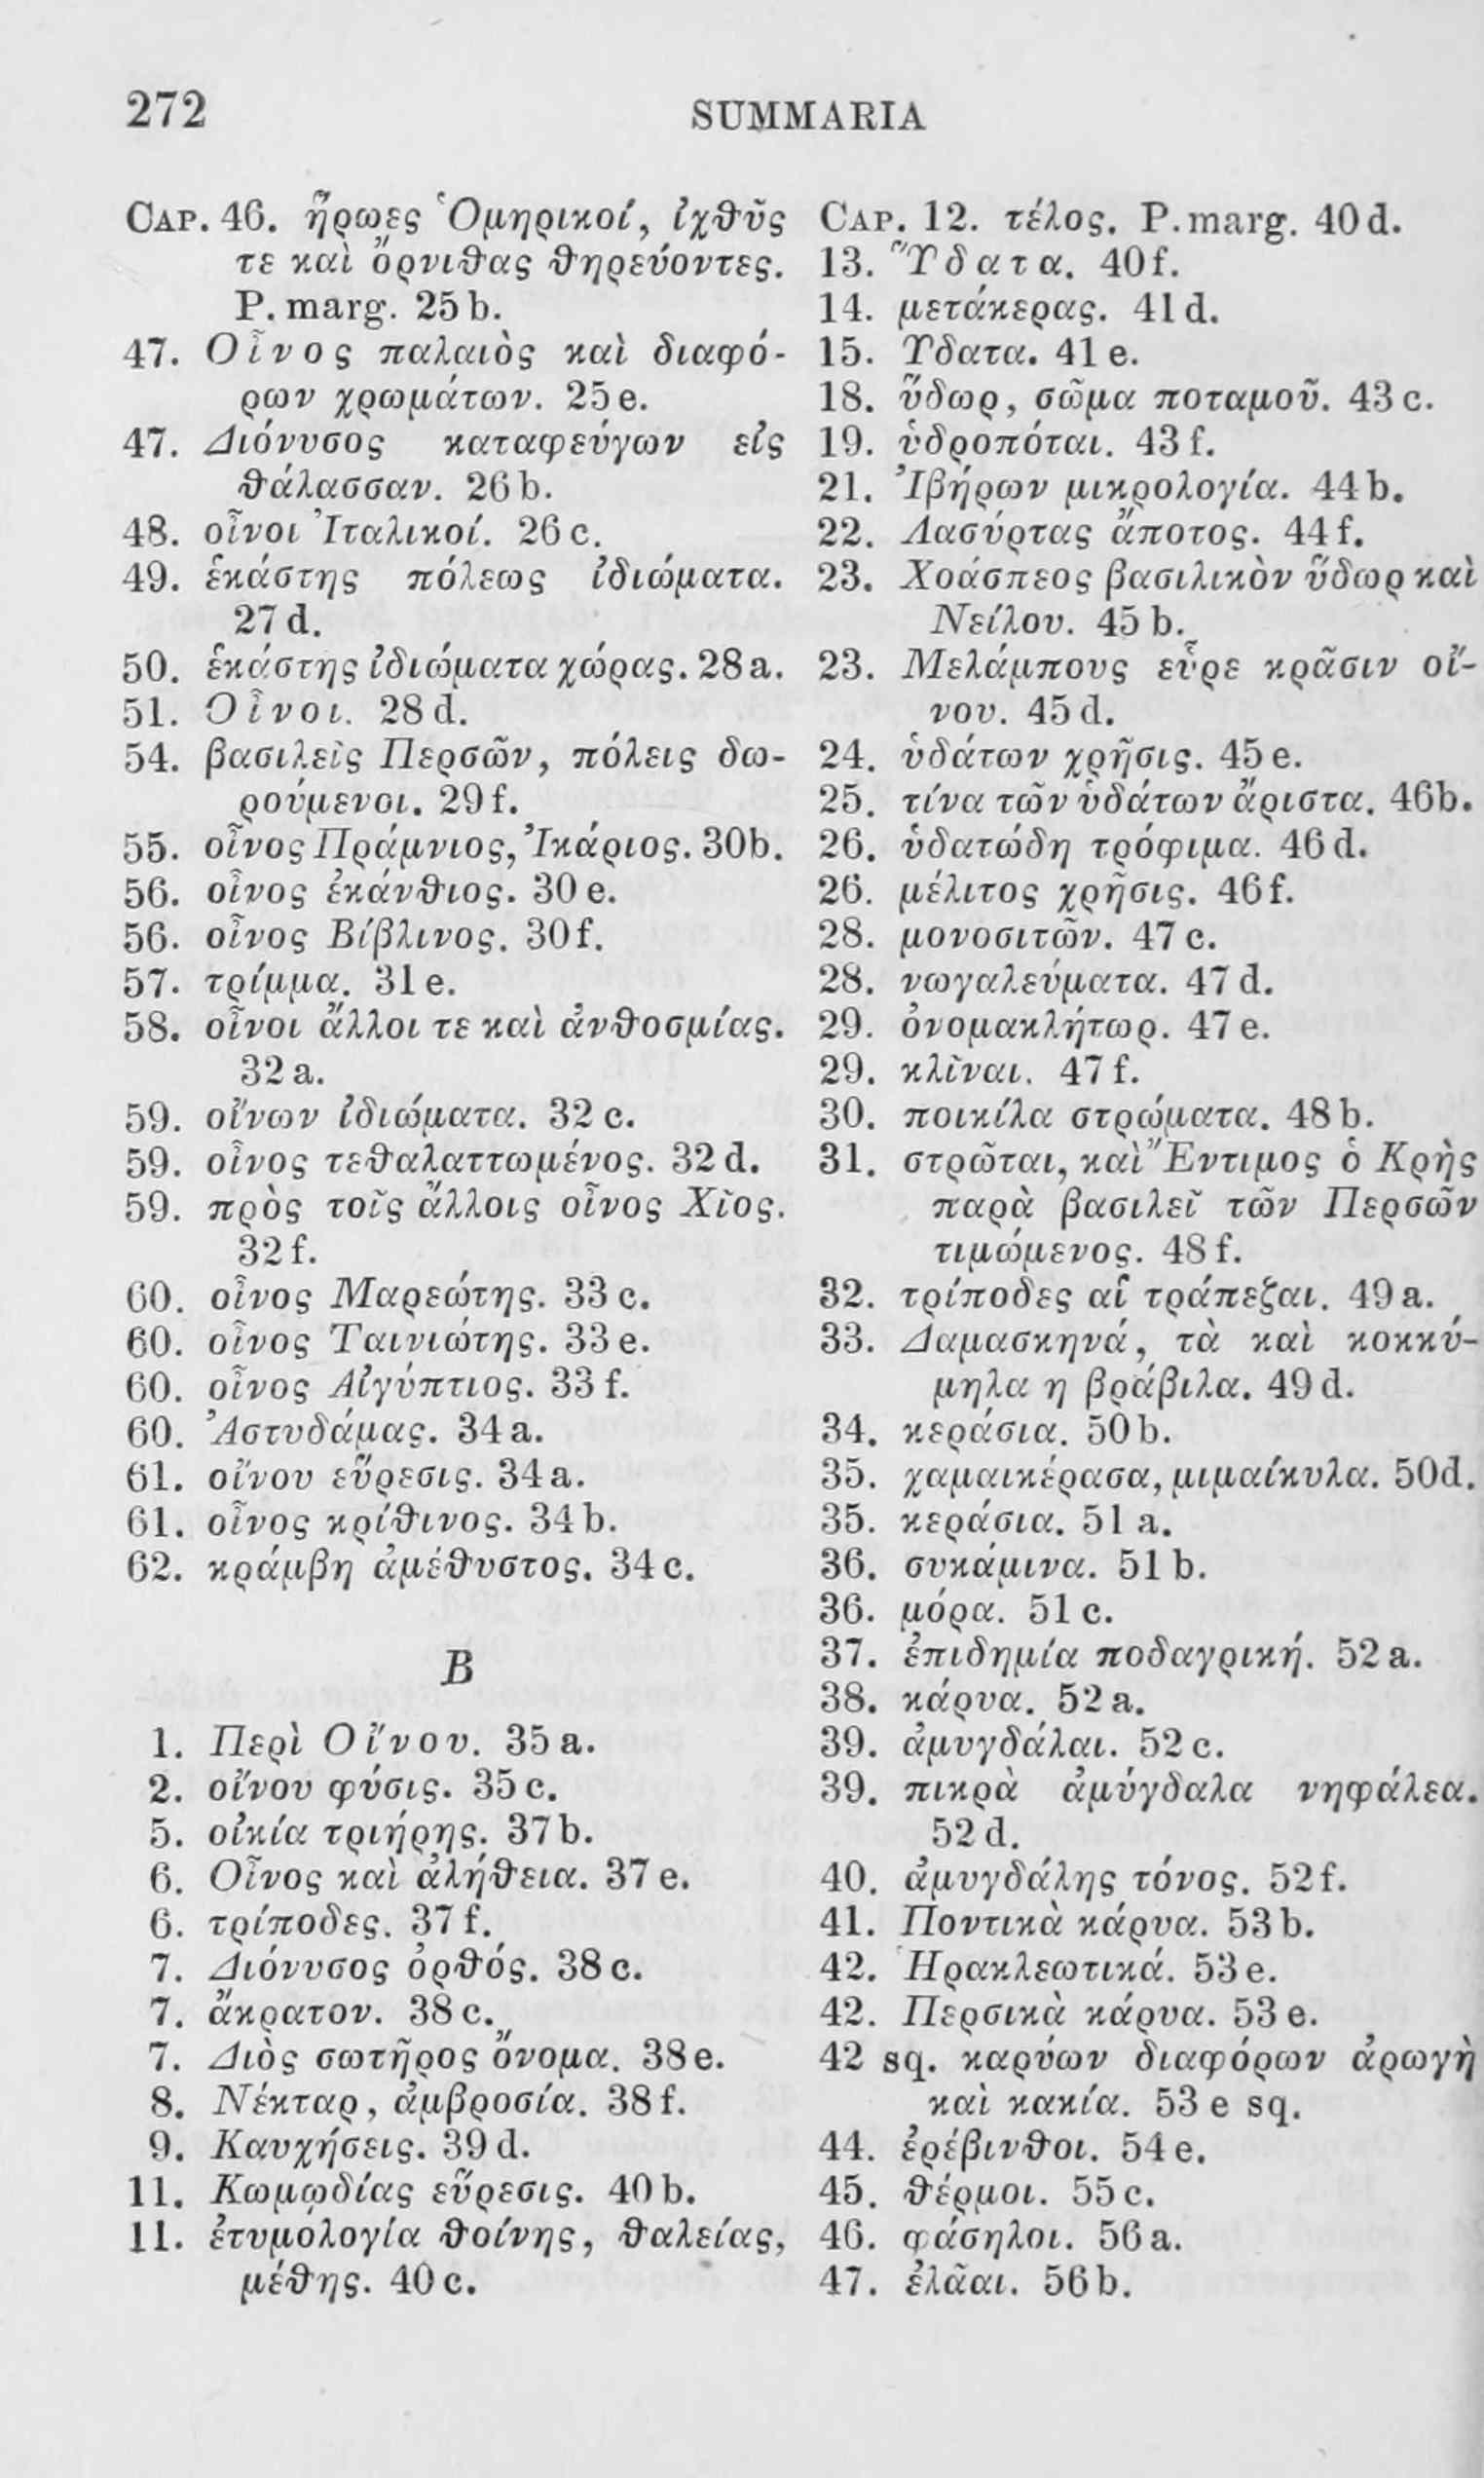 272
SUMMARIA
CAP. 46. ἥρωες Ὁμηρικοί, ἰχθῦς
τε καὶ ὄρνιθας θηρεύοντες.
P. marg. 25 b.
47. Οἶνος παλαιὸς καὶ διαφό-
ρων χρωμάτων. 25 e.
47. Διόνυσος καταφεύγων εἰς
θάλασσαν. 26 b.
48. οἶνοι Ἰταλικοί. 26 c.
49. ἑκάστης πόλεως ἰδιώματα.
27 d.
50. ἑκάστης ἰδιώματα χώρας. 28 a.
51. Οἶνοι. 28 d.
54. βασιλεῖς Περσῶν, πόλεις δω-
ρούμενοι. 29 f.
55. οἶνος Πράμνιος, Ἰκάριος. 30 b.
56. οἶνος ἐκάνθιος. 30 e.
56. οἶνος Βίβλινος. 30 f.
57. τρίμμα. 31 e.
58. οἶνοι ἄλλοι τε καὶ ἀνθοσμίας.
32 a.
59. οἴνων ἰδιώματα. 32 c.
59. οἶνος τεθαλαττωμένος. 32 d.
59. πρὸς τοῖς ἄλλοις οἶνος Χῖος.
32 f.
60. οἶνος Μαρεώτης. 33 c.
60. οἶνος Ταινιώτης. 33 e.
60. οἶνος Αἰγύπτιος. 33 f.
60. Ἀστυδάμας. 34 a.
61. οἴνου εὕρεσις. 34 a.
61. οἶνος κρίθινος. 34 b.
62. κράμβη ἀμέθυστος. 34 c.
Β
1. Περὶ Οἴνου. 35 a.
2. οἴνου φύσις. 35 c.
5. οἰκία τριήρης. 37 b.
6. Οἶνος καὶ ἀλήθεια. 37 e.
6. τρίποδες. 37 f.
7. Διόνυσος ὀρθός. 38 c.
7. ἄκρατον. 38 c.
7. Διὸς σωτῆρος ὄνομα. 38 e.
8. Νέκταρ, ἀμβροσία. 38 f.
9. Καυχήσεις. 39 d.
11. Κωμῳδίας εὕρεσις. 40 b.
11. ἐτυμολογία θοίνης, θαλείας,
μέθης. 40 c.
CAP. 12. τέλος. P. marg. 40 d.
13. Ὕδατα. 40 f.
14. μετάκερας. 41 d.
15. Υδατα. 41 e.
18. ὕδωρ, σῶμα ποταμοῦ. 43 c.
19. ὑδροπόται. 43 f.
21. Ἰβήρων μικρολογία. 44 b.
22. Λασύρτας ἄποτος. 44 f.
23. Χοάσπεος βασιλικὸν ὕδωρ καὶ
Νείλου. 45 b.
23. Μελάμπους εὗρε κρᾶσιν οἴ-
νου. 45 d.
24. ὑδάτων χρῆσις. 45 e.
25. τίνα τῶν ὑδάτων ἄριστα. 46 b.
26. ὑδατώδη τρόφιμα. 46 d.
26. μέλιτος χρῆσις. 46 f.
28. μονοσιτῶν. 47 c.
28. νωγαλεύματα. 47 d.
29. ὀνομακλήτωρ. 47 e.
29. κλῖναι. 47 f.
30. ποικίλα στρώματα. 48 b.
31. στρῶται, καὶ Ἔντιμος ὁ Κρὴς
παρὰ βασιλεῖ τῶν Περσῶν
τιμώμενος. 48 f.
32. τρίποδες αἱ τράπεζαι. 49 a.
33. Δαμασκηνά, τὰ καὶ κοκκύ-
μηλα η βράβιλα. 49 d.
34. κεράσια. 50 b.
35. χαμαικέρασα, μιμαίκυλα. 50 d.
35. κεράσια. 51 a.
36. συκάμινα. 51 b.
36. μόρα. 51 c.
37. ἐπιδημία ποδαγρική. 52 a.
38. κάρυα. 52 a.
39. ἀμυγδάλαι. 52 c.
39. πικρὰ ἀμύγδαλα νηφάλεα.
52 d.
40. ἀμυγδάλης τόνος. 52 f.
41. Ποντικὰ κάρυα. 53 b.
42. Ἡρακλεωτικά. 53 e.
42. Περσικὰ κάρυα. 53 e.
42 sq. καρύων διαφόρων ἀρωγὴ
καὶ κακία. 53 e sq.
44. ἐρέβινθοι. 54 e.
45. θέρμοι. 55 c.
46. φάσηλοι. 56 a.
47. ἐλᾶαι. 56 b.